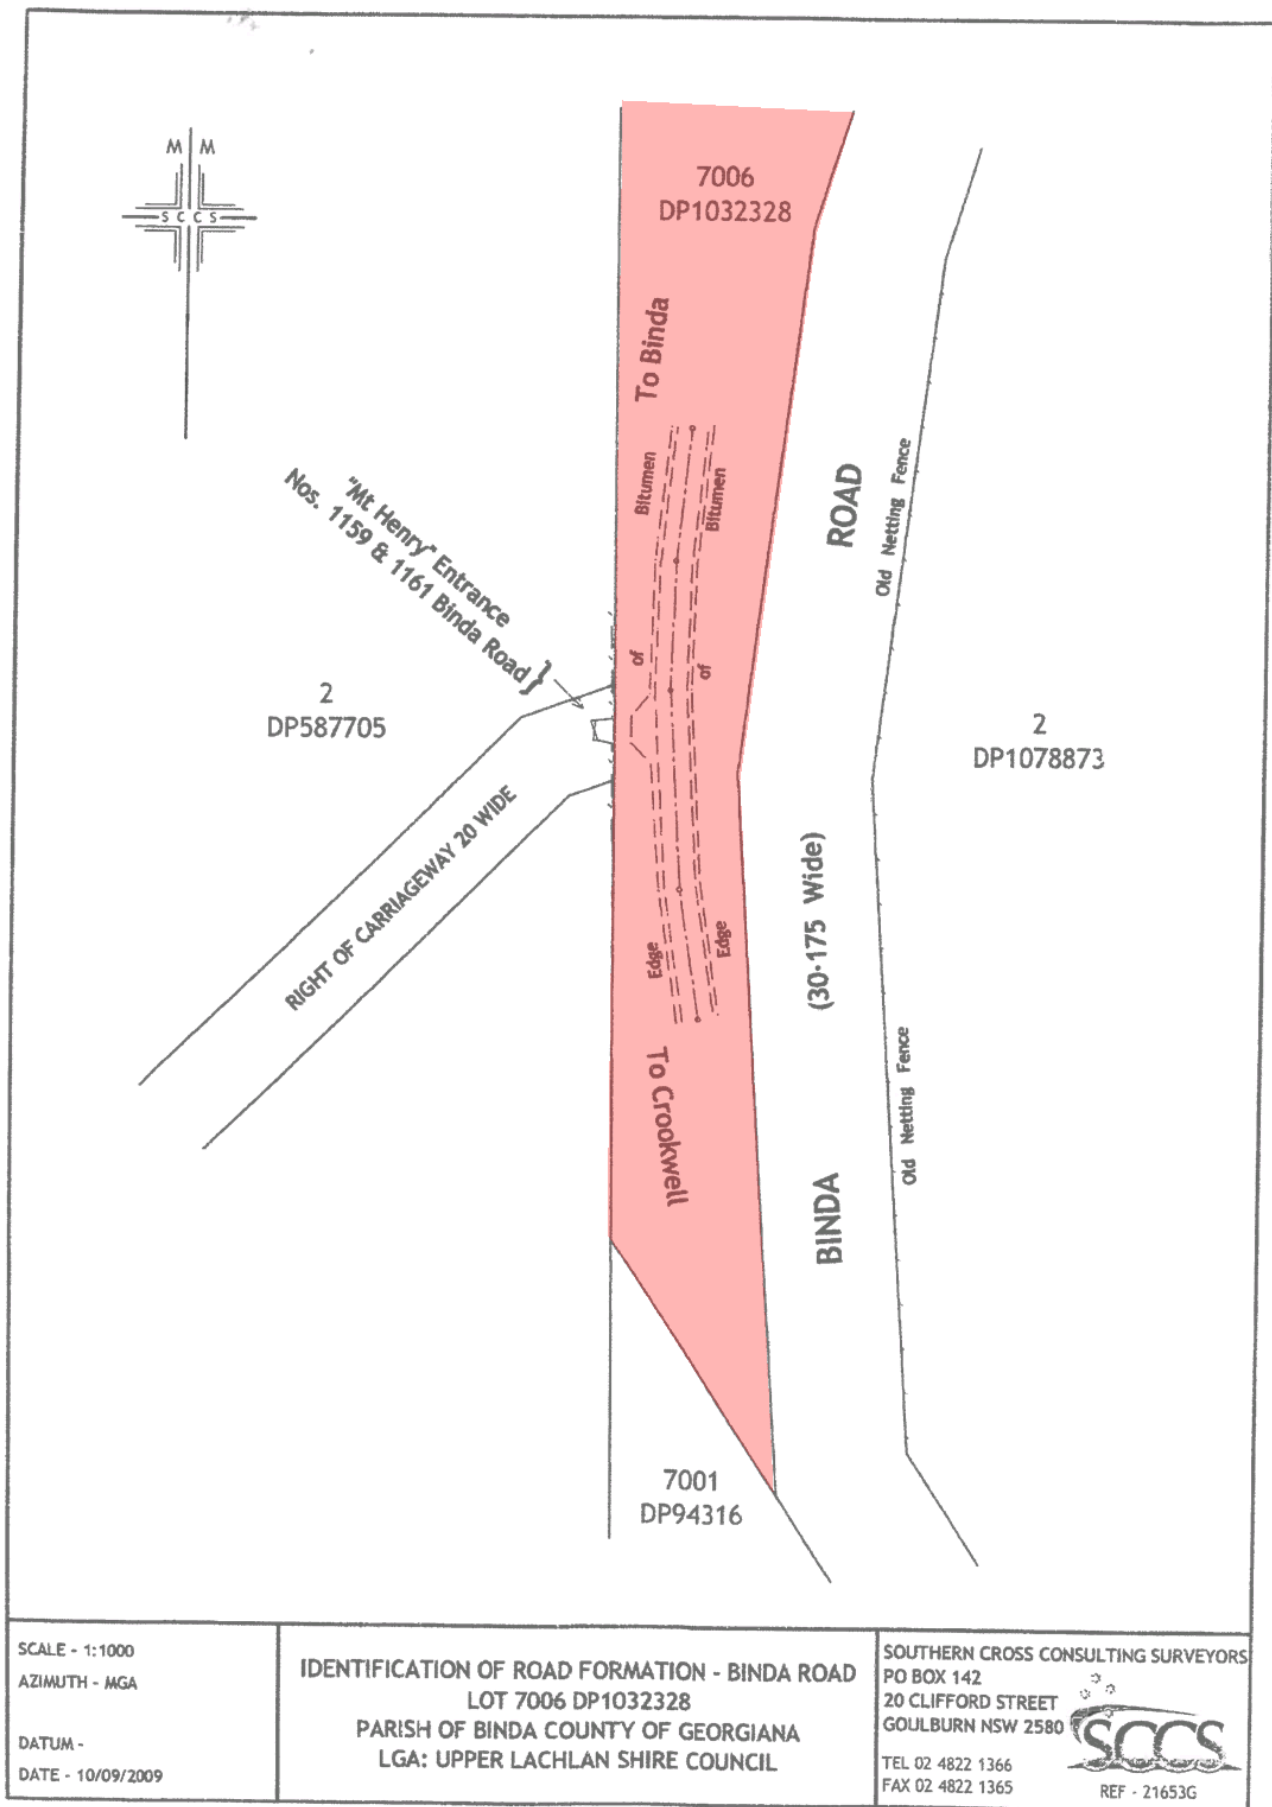 M M
S C C S
7006
DP1032328
To Binda
"Mt Henry" Entrance
Nos. 1159 & 1161 Binda Road
Bitumen
Bitumen
of
of
Edge
Edge
ROAD
Old Netting Fence
2
DP587705
2
DP1078873
RIGHT OF CARRIAGEWAY 20 WIDE
(30·175 Wide)
Old Netting Fence
To Crookwell
BINDA
7001
DP94316
SCALE - 1:1000
AZIMUTH - MGA
DATUM -
DATE - 10/09/2009
IDENTIFICATION OF ROAD FORMATION - BINDA ROAD
LOT 7006 DP1032328
PARISH OF BINDA COUNTY OF GEORGIANA
LGA: UPPER LACHLAN SHIRE COUNCIL
SOUTHERN CROSS CONSULTING SURVEYORS
PO BOX 142
20 CLIFFORD STREET
GOULBURN NSW 2580
TEL 02 4822 1366
FAX 02 4822 1365
SCCS
REF - 21653G